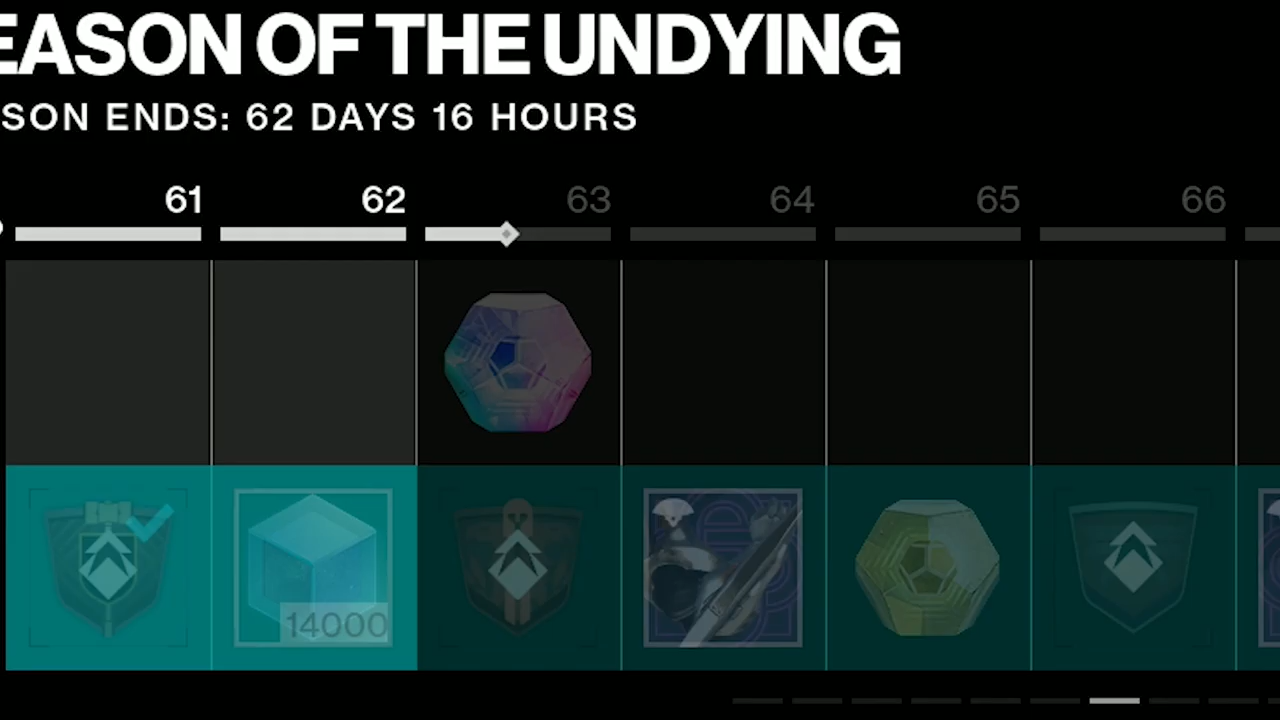 EASON OF THE UNDYING
SON ENDS: 62 DAYS 16 HOURS
61 62 63 64 65 66
14000